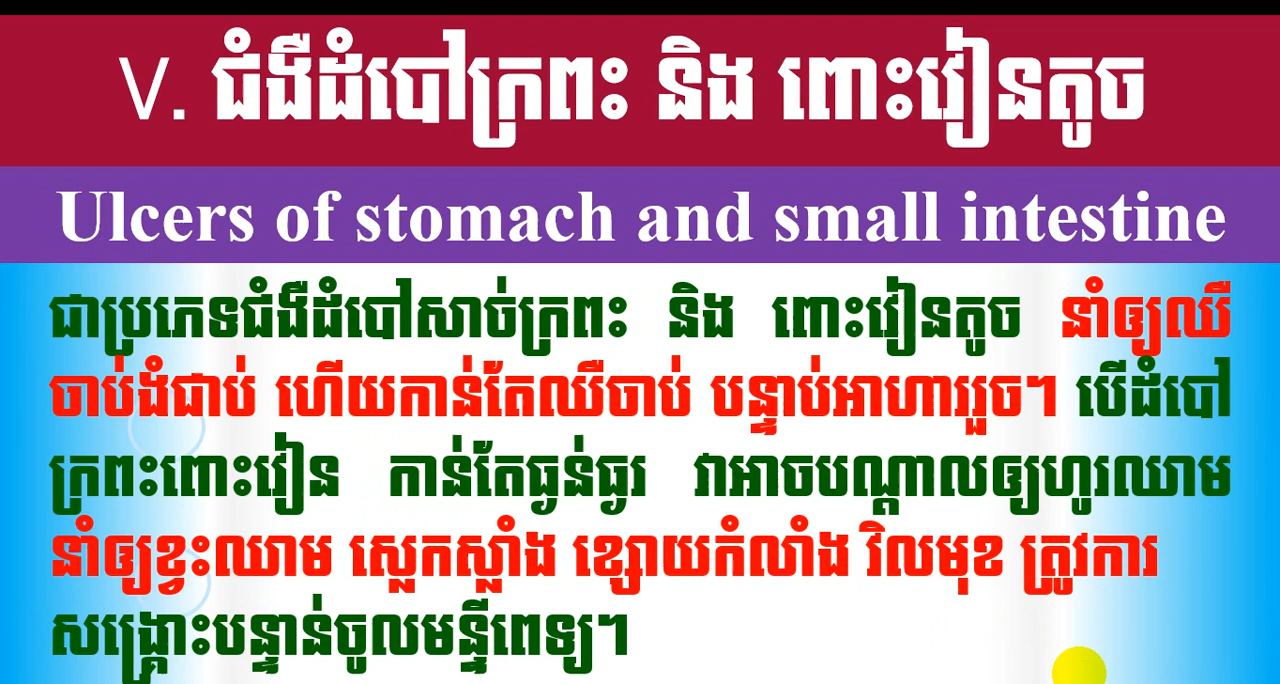 V. ជំងឺដំបៅក្រពះ និង ពោះវៀនតូច
Ulcers of stomach and small intestine
ជាប្រភេទជំងឺដំបៅសាច់ក្រពះ និង ពោះវៀនតូច នាំឲ្យឈឺ
ចាប់ងំជាប់ ហើយកាន់តែឈឺចាប់ បន្ទាប់អាហាររួច។ បើដំបៅ
ក្រពះពោះវៀន កាន់តែធ្ងន់ធ្ងរ វាអាចបណ្តាលឲ្យហូរឈាម
នាំឲ្យខ្វះឈាម ស្លេកស្លាំង ខ្សោយកំលាំង វិលមុខ ត្រូវការ
សង្គ្រោះបន្ទាន់ចូលមន្ទីពេទ្យ។